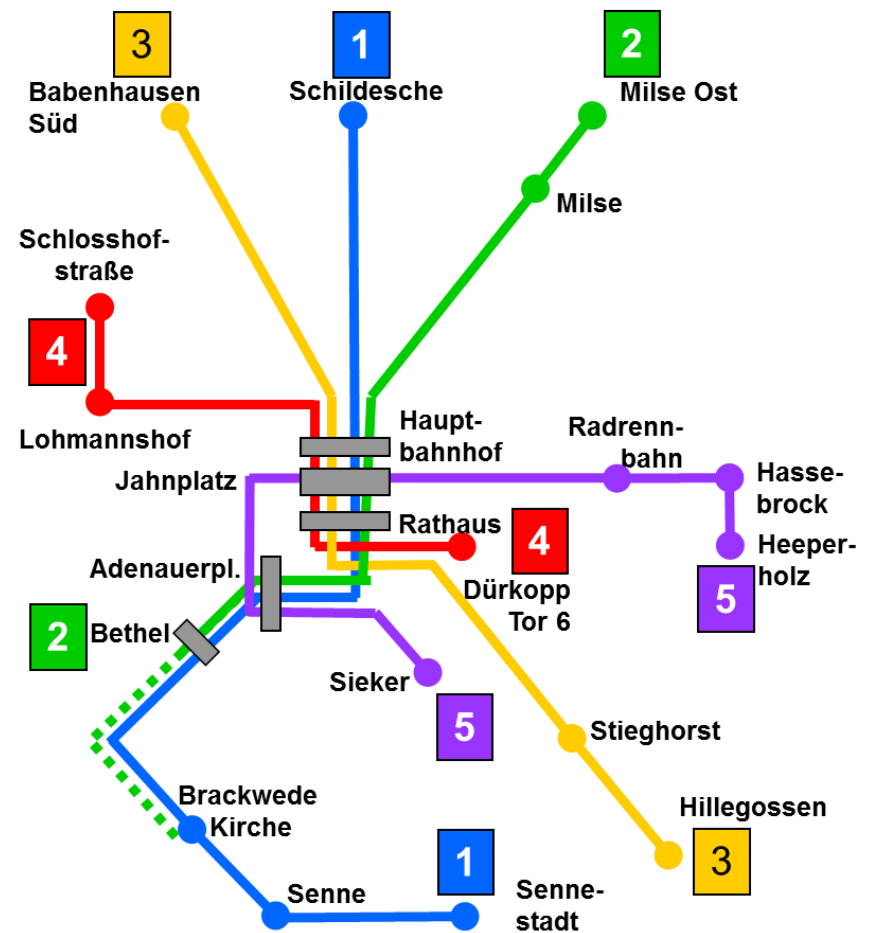 3
1
2
Babenhausen
Süd
Schildesche
Milse Ost
Milse
Schlosshof-
straße
4
Lohmannshof
Haupt-
bahnhof
Radrenn-
bahn
Jahnplatz
Hasse-
brock
Rathaus
4
Heeper-
holz
Adenauerpl.
Dürkopp
Tor 6
5
2
Bethel
Sieker
5
Stieghorst
Brackwede
Kirche
Hillegossen
3
1
Senne
Senne-
stadt